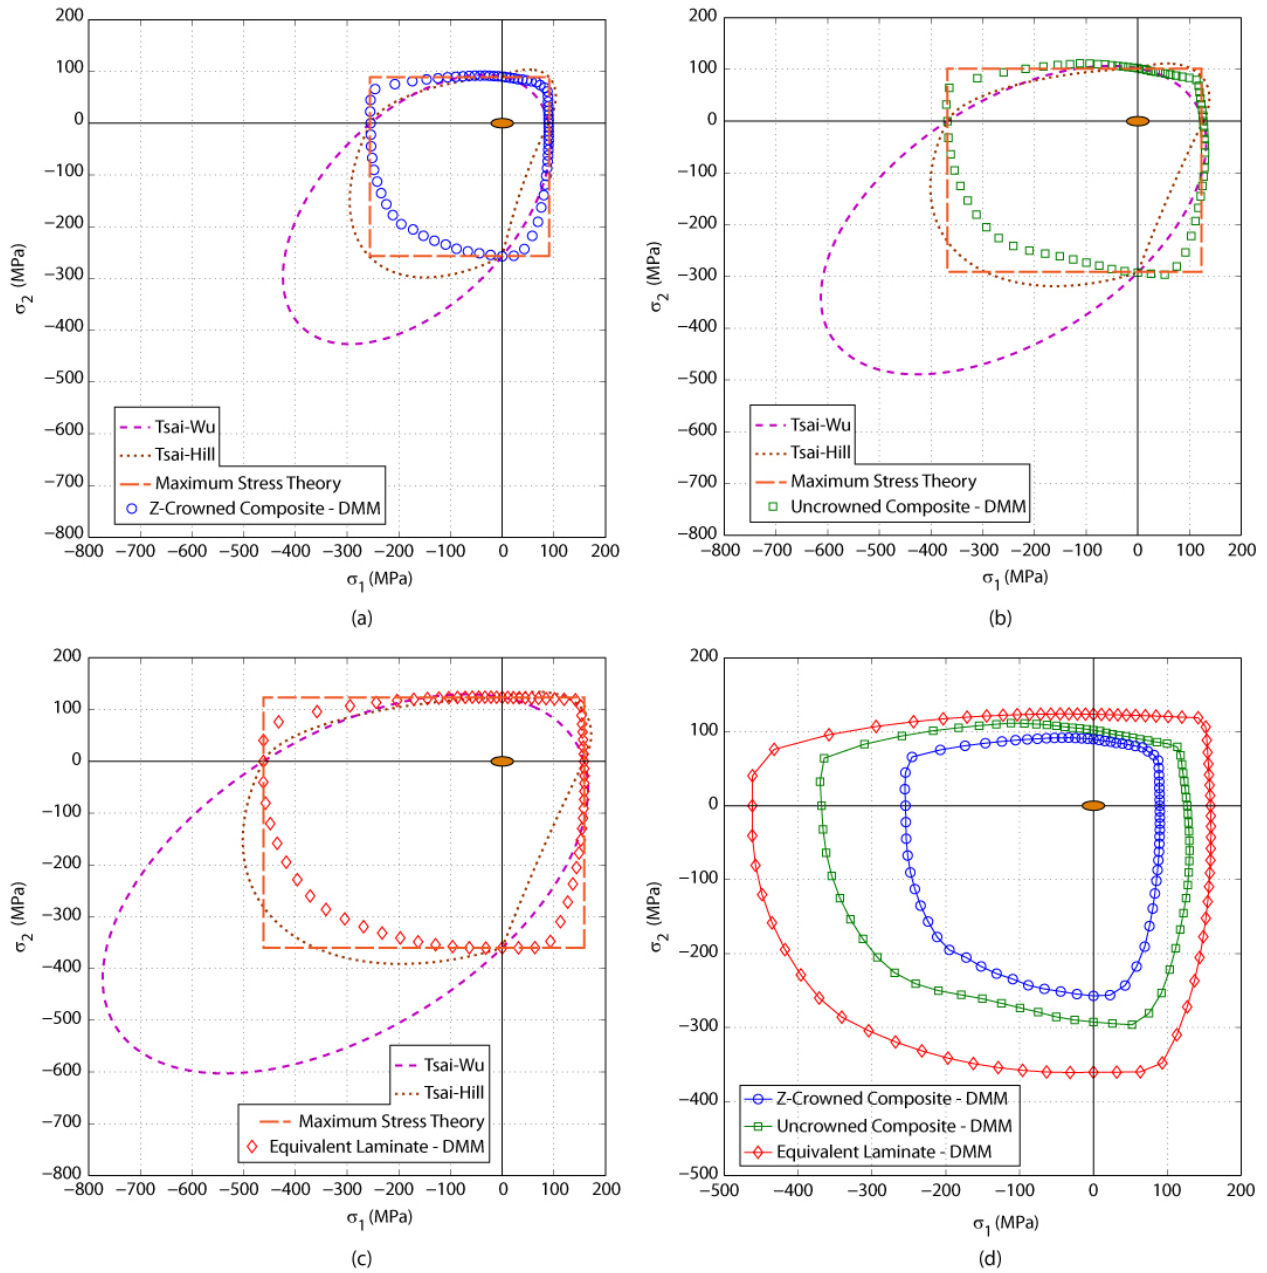 200
100
0
−100
−200
−300
−400
−500
−600
−700
−800
σ2 (MPa)
Tsai-Wu
Tsai-Hill
Maximum Stress Theory
Z-Crowned Composite - DMM
−800 −700 −600 −500 −400 −300 −200 −100 0 100 200
σ1 (MPa)
(a)
200
100
0
−100
−200
−300
−400
−500
−600
−700
−800
σ2 (MPa)
Tsai-Wu
Tsai-Hill
Maximum Stress Theory
Uncrowned Composite - DMM
−800 −700 −600 −500 −400 −300 −200 −100 0 100 200
σ1 (MPa)
(b)
200
100
0
−100
−200
−300
−400
−500
−600
−700
−800
σ2 (MPa)
Tsai-Wu
Tsai-Hill
Maximum Stress Theory
Equivalent Laminate - DMM
−800 −700 −600 −500 −400 −300 −200 −100 0 100 200
σ1 (MPa)
(c)
200
100
0
−100
−200
−300
−400
−500
σ2 (MPa)
Z-Crowned Composite - DMM
Uncrowned Composite - DMM
Equivalent Laminate - DMM
−500 −400 −300 −200 −100 0 100 200
σ1 (MPa)
(d)